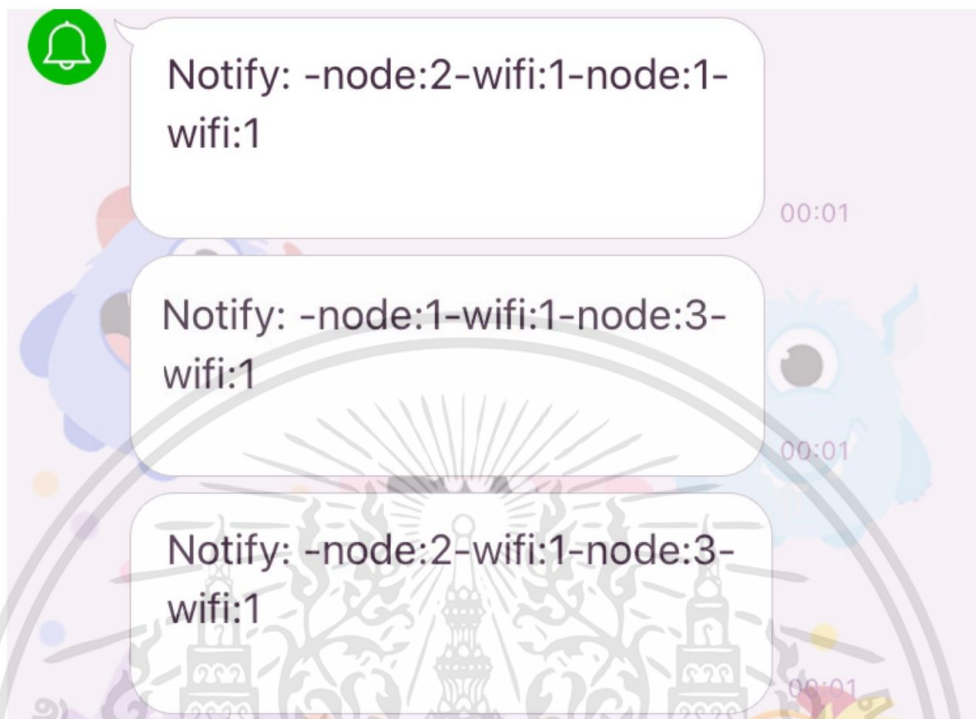 Notify: -node:2-wifi:1-node:1-
wifi:1
00:01
Notify: -node:1-wifi:1-node:3-
wifi:1
00:01
Notify: -node:2-wifi:1-node:3-
wifi:1
00:01